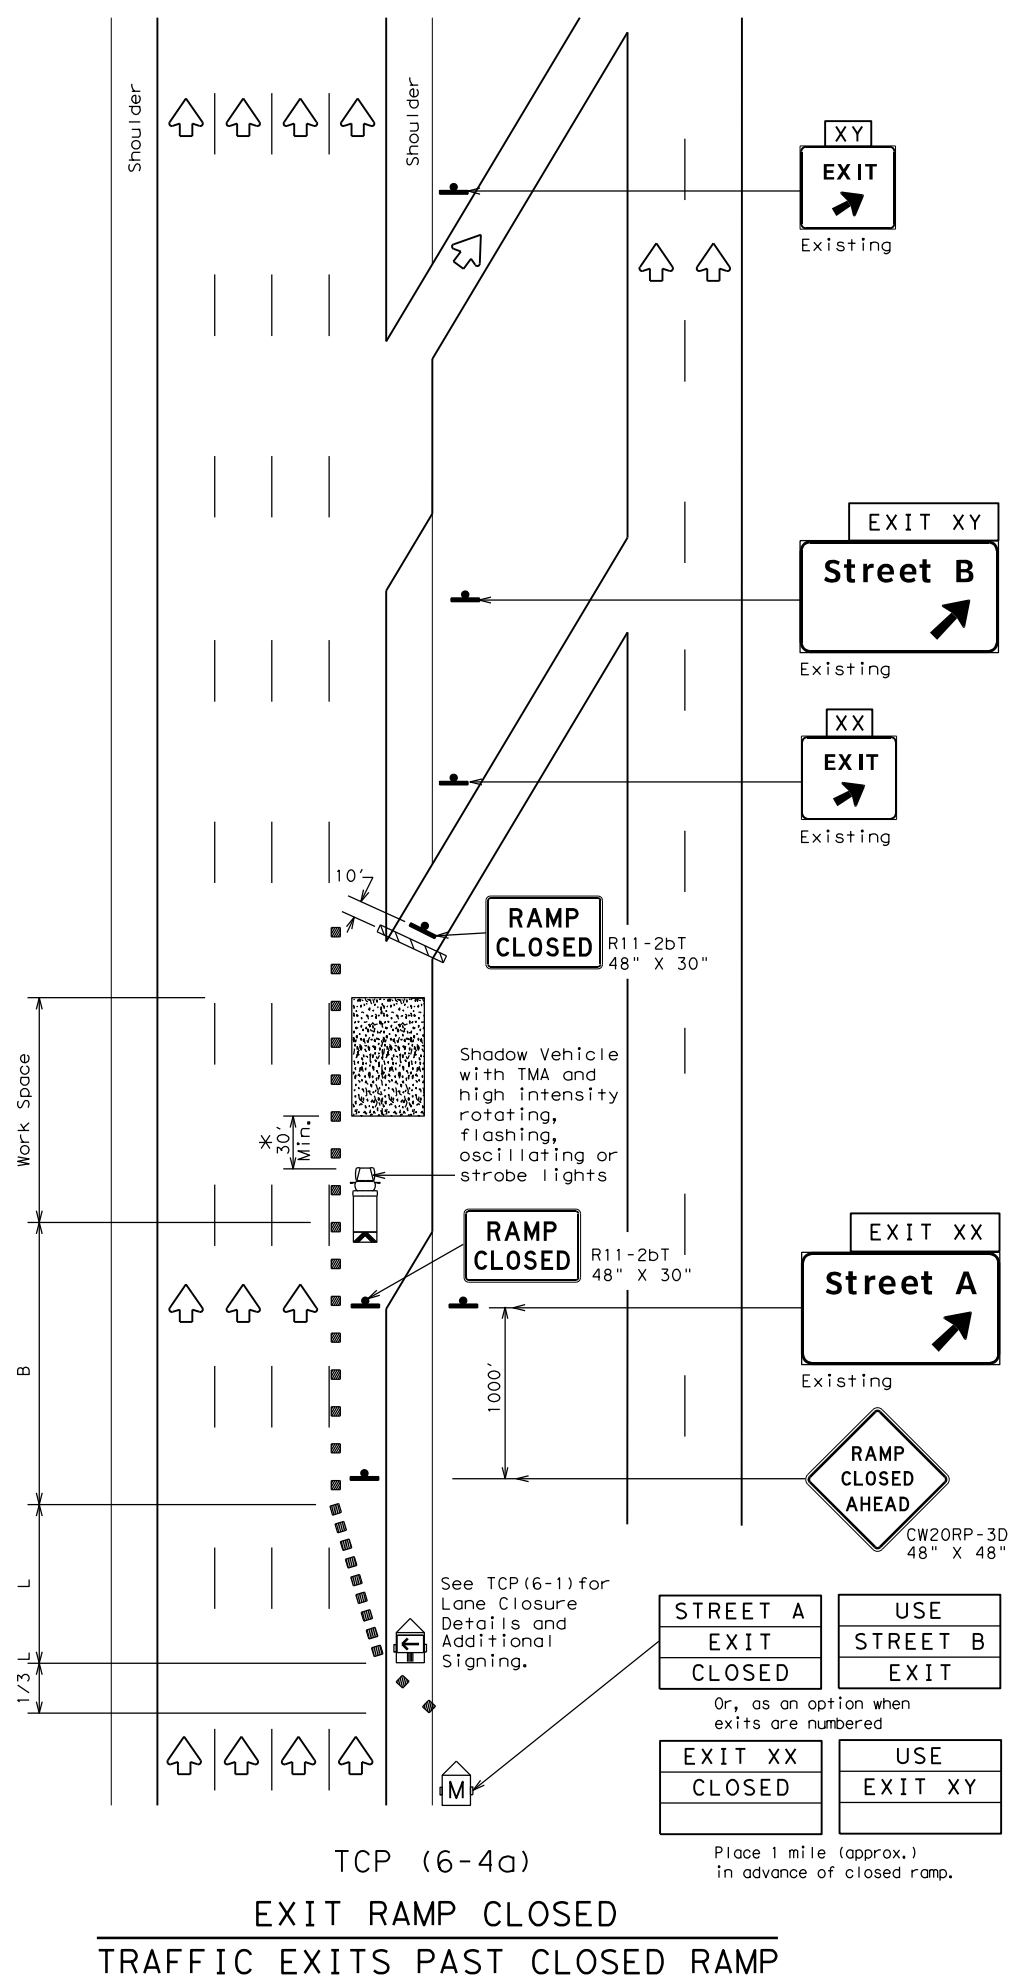 Shoulder
Shoulder
XY
EXIT
Existing
EXIT XY
Street B
Existing
XX
EXIT
Existing
10'
RAMP
CLOSED
R11-2bT
48" X 30"
Work Space
*
30'
Min.
Shadow Vehicle
with TMA and
high intensity
rotating,
flashing,
oscillating or
strobe lights
RAMP
CLOSED
R11-2bT
48" X 30"
EXIT XX
Street A
Existing
B
1000'
RAMP
CLOSED
AHEAD
CW20RP-3D
48" X 48"
L
See TCP(6-1)for
Lane Closure
Details and
Additional
Signing.
1/3 L
STREET A
EXIT
CLOSED
USE
STREET B
EXIT
Or, as an option when
exits are numbered
EXIT XX
CLOSED
USE
EXIT XY
M
Place 1 mile (approx.)
in advance of closed ramp.
TCP (6-4a)
EXIT RAMP CLOSED
TRAFFIC EXITS PAST CLOSED RAMP